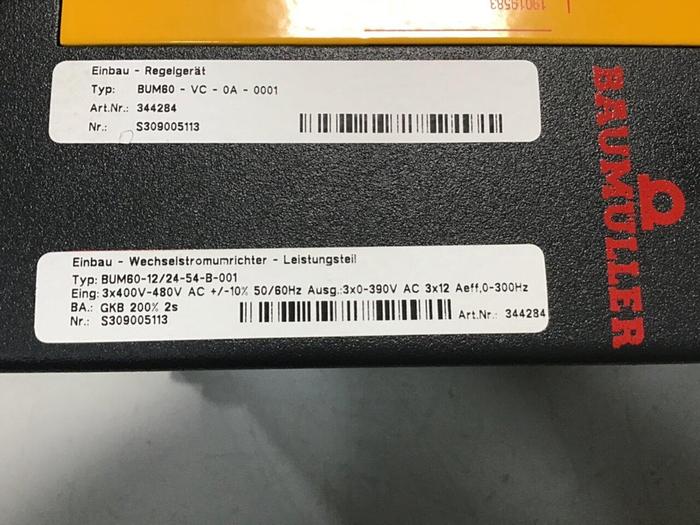 19019583
Einbau - Regelgerät
Typ: BUM60 - VC - 0A - 0001
Art.Nr.: 344284
Nr.: S309005113
BAUMÜLLER
Einbau - Wechselstromumrichter - Leistungsteil
Typ: BUM60-12/24-54-B-001
Eing: 3x400V-480V AC +/-10% 50/60Hz Ausg.:3x0-390V AC 3x12 Aeff,0-300Hz
BA.: GKB 200% 2s
Nr.: S309005113 Art.Nr.: 344284